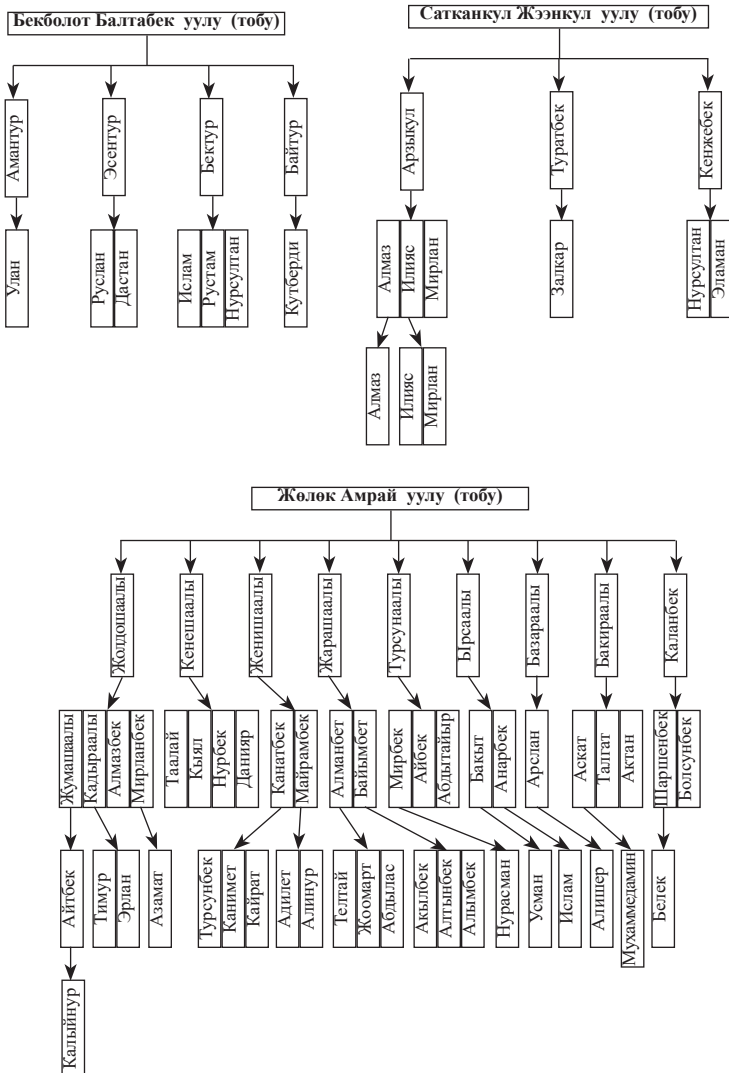 Бекболот Балтабек уулу (тобу)
Амантур
Эсентур
Бектур
Байтур
Улан
Руслан
Дастан
Ислам
Рустам
Нурсултан
Кутберди
Сатканкул Жээнкул уулу (тобу)
Арзыкул
Туратбек
Кенжебек
Алмаз
Илияс
Мирлан
Залкар
Нурсултан
Эламан
Алмаз
Илияс
Мирлан
Жөлөк Амрай уулу (тобу)
Жолдошаалы
Кенешаалы
Женишаалы
Жарашаалы
Турсунаалы
Ырсаалы
Базараалы
Бакираалы
Каланбек
Жумашаалы
Кадыраалы
Алмазбек
Мирланбек
Таалай
Кыял
Нурбек
Данияр
Канатбек
Майрамбек
Алманбет
Байымбет
Мирбек
Айбек
Абдытайыр
Бакыт
Анарбек
Арслан
Аскат
Талгат
Актан
Шаршенбек
Болсунбек
Айтбек
Тимур
Эрлан
Азамат
Турсунбек
Канимет
Кайрат
Адилет
Алинур
Телтай
Жоомарт
Абдылас
Акылбек
Алтынбек
Алымбек
Нурасман
Усман
Ислам
Алишер
Мухаммедамин
Белек
Калыйнур